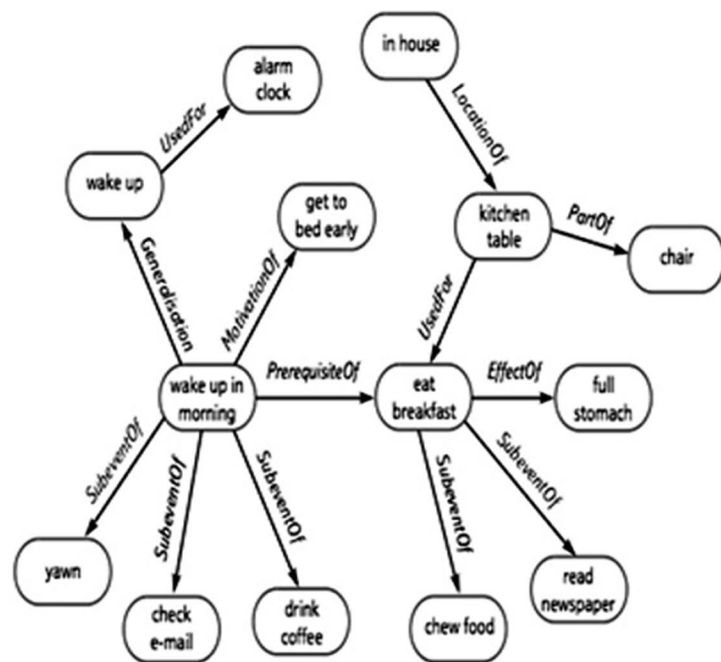 in house
alarm
clock
LocationOf
UsedFor
wake up
get to
bed early
kitchen
table
PartOf
chair
Generalisation
MotivationOf
UsedFor
wake up in
morning
PrerequisiteOf
eat
breakfast
EffectOf
full
stomach
SubeventOf
SubeventOf
SubeventOf
SubeventOf
SubeventOf
yawn
check
e-mail
drink
coffee
chew food
read
newspaper